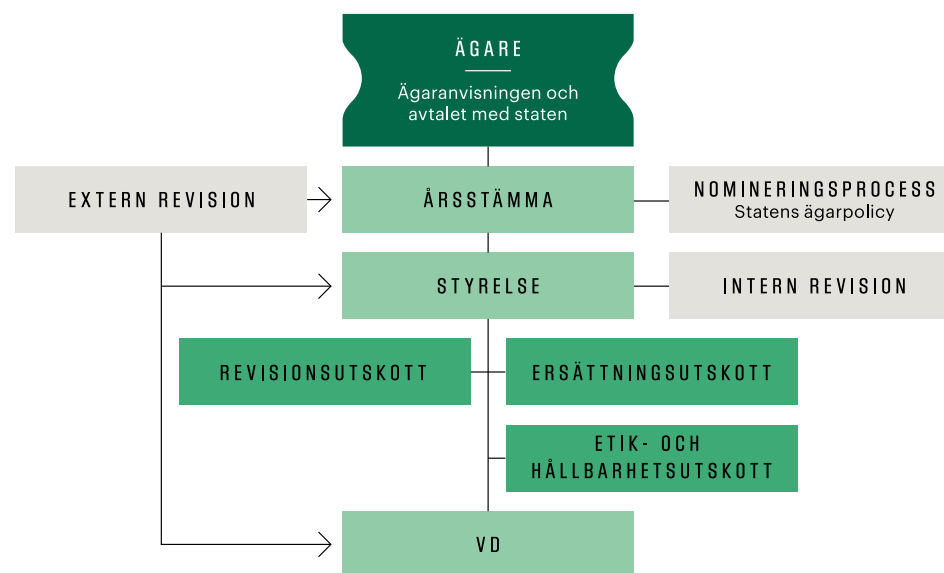 ÄGARE
Ägaranvisningen och
avtalet med staten
EXTERN REVISION
ÅRSSTÄMMA
NOMINERINGSPROCESS
Statens ägarpolicy
STYRELSE
INTERN REVISION
REVISIONSUTSKOTT
ERSÄTTNINGSUTSKOTT
ETIK- OCH
HÅLLBARHETSUTSKOTT
VD